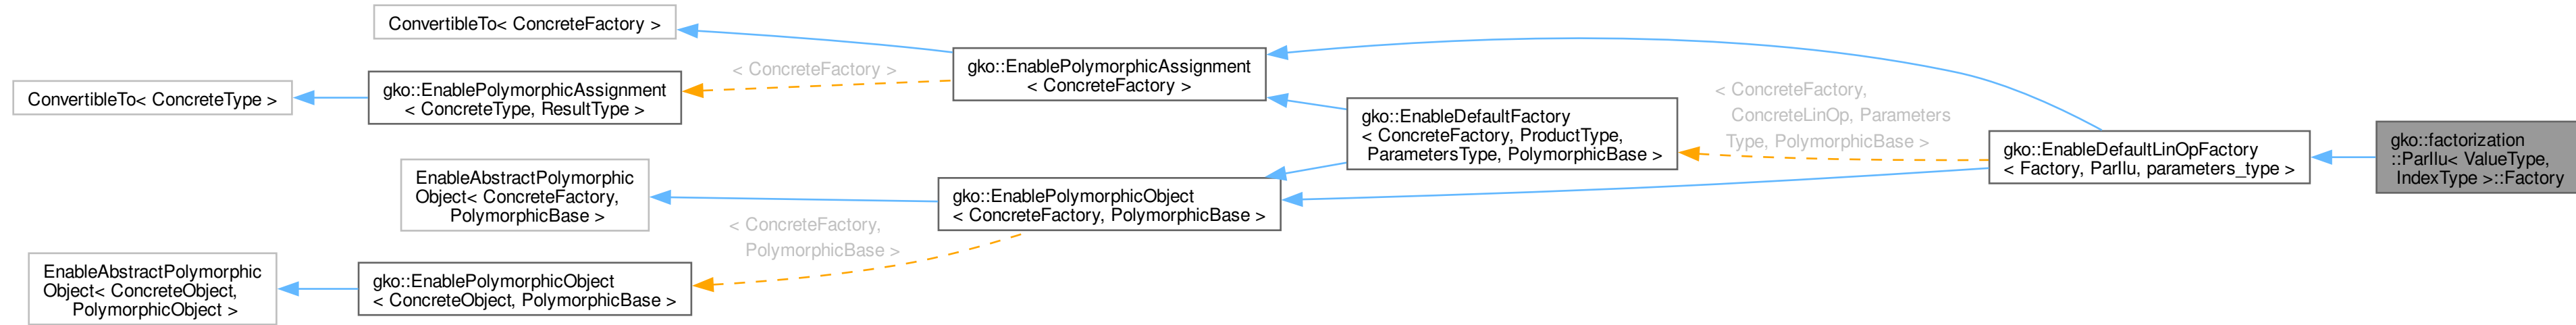 ConvertibleTo< ConcreteFactory >
ConvertibleTo< ConcreteType >
gko::EnablePolymorphicAssignment
< ConcreteType, ResultType >
< ConcreteFactory >
gko::EnablePolymorphicAssignment
< ConcreteFactory >
EnableAbstractPolymorphic
Object< ConcreteFactory,
PolymorphicBase >
EnableAbstractPolymorphic
Object< ConcreteObject,
PolymorphicObject >
gko::EnablePolymorphicObject
< ConcreteObject, PolymorphicBase >
< ConcreteFactory,
PolymorphicBase >
gko::EnablePolymorphicObject
< ConcreteFactory, PolymorphicBase >
gko::EnableDefaultFactory
< ConcreteFactory, ProductType,
ParametersType, PolymorphicBase >
< ConcreteFactory,
ConcreteLinOp, Parameters
Type, PolymorphicBase >
gko::EnableDefaultLinOpFactory
< Factory, ParIlu, parameters_type >
gko::factorization
::ParIlu< ValueType,
IndexType >::Factory